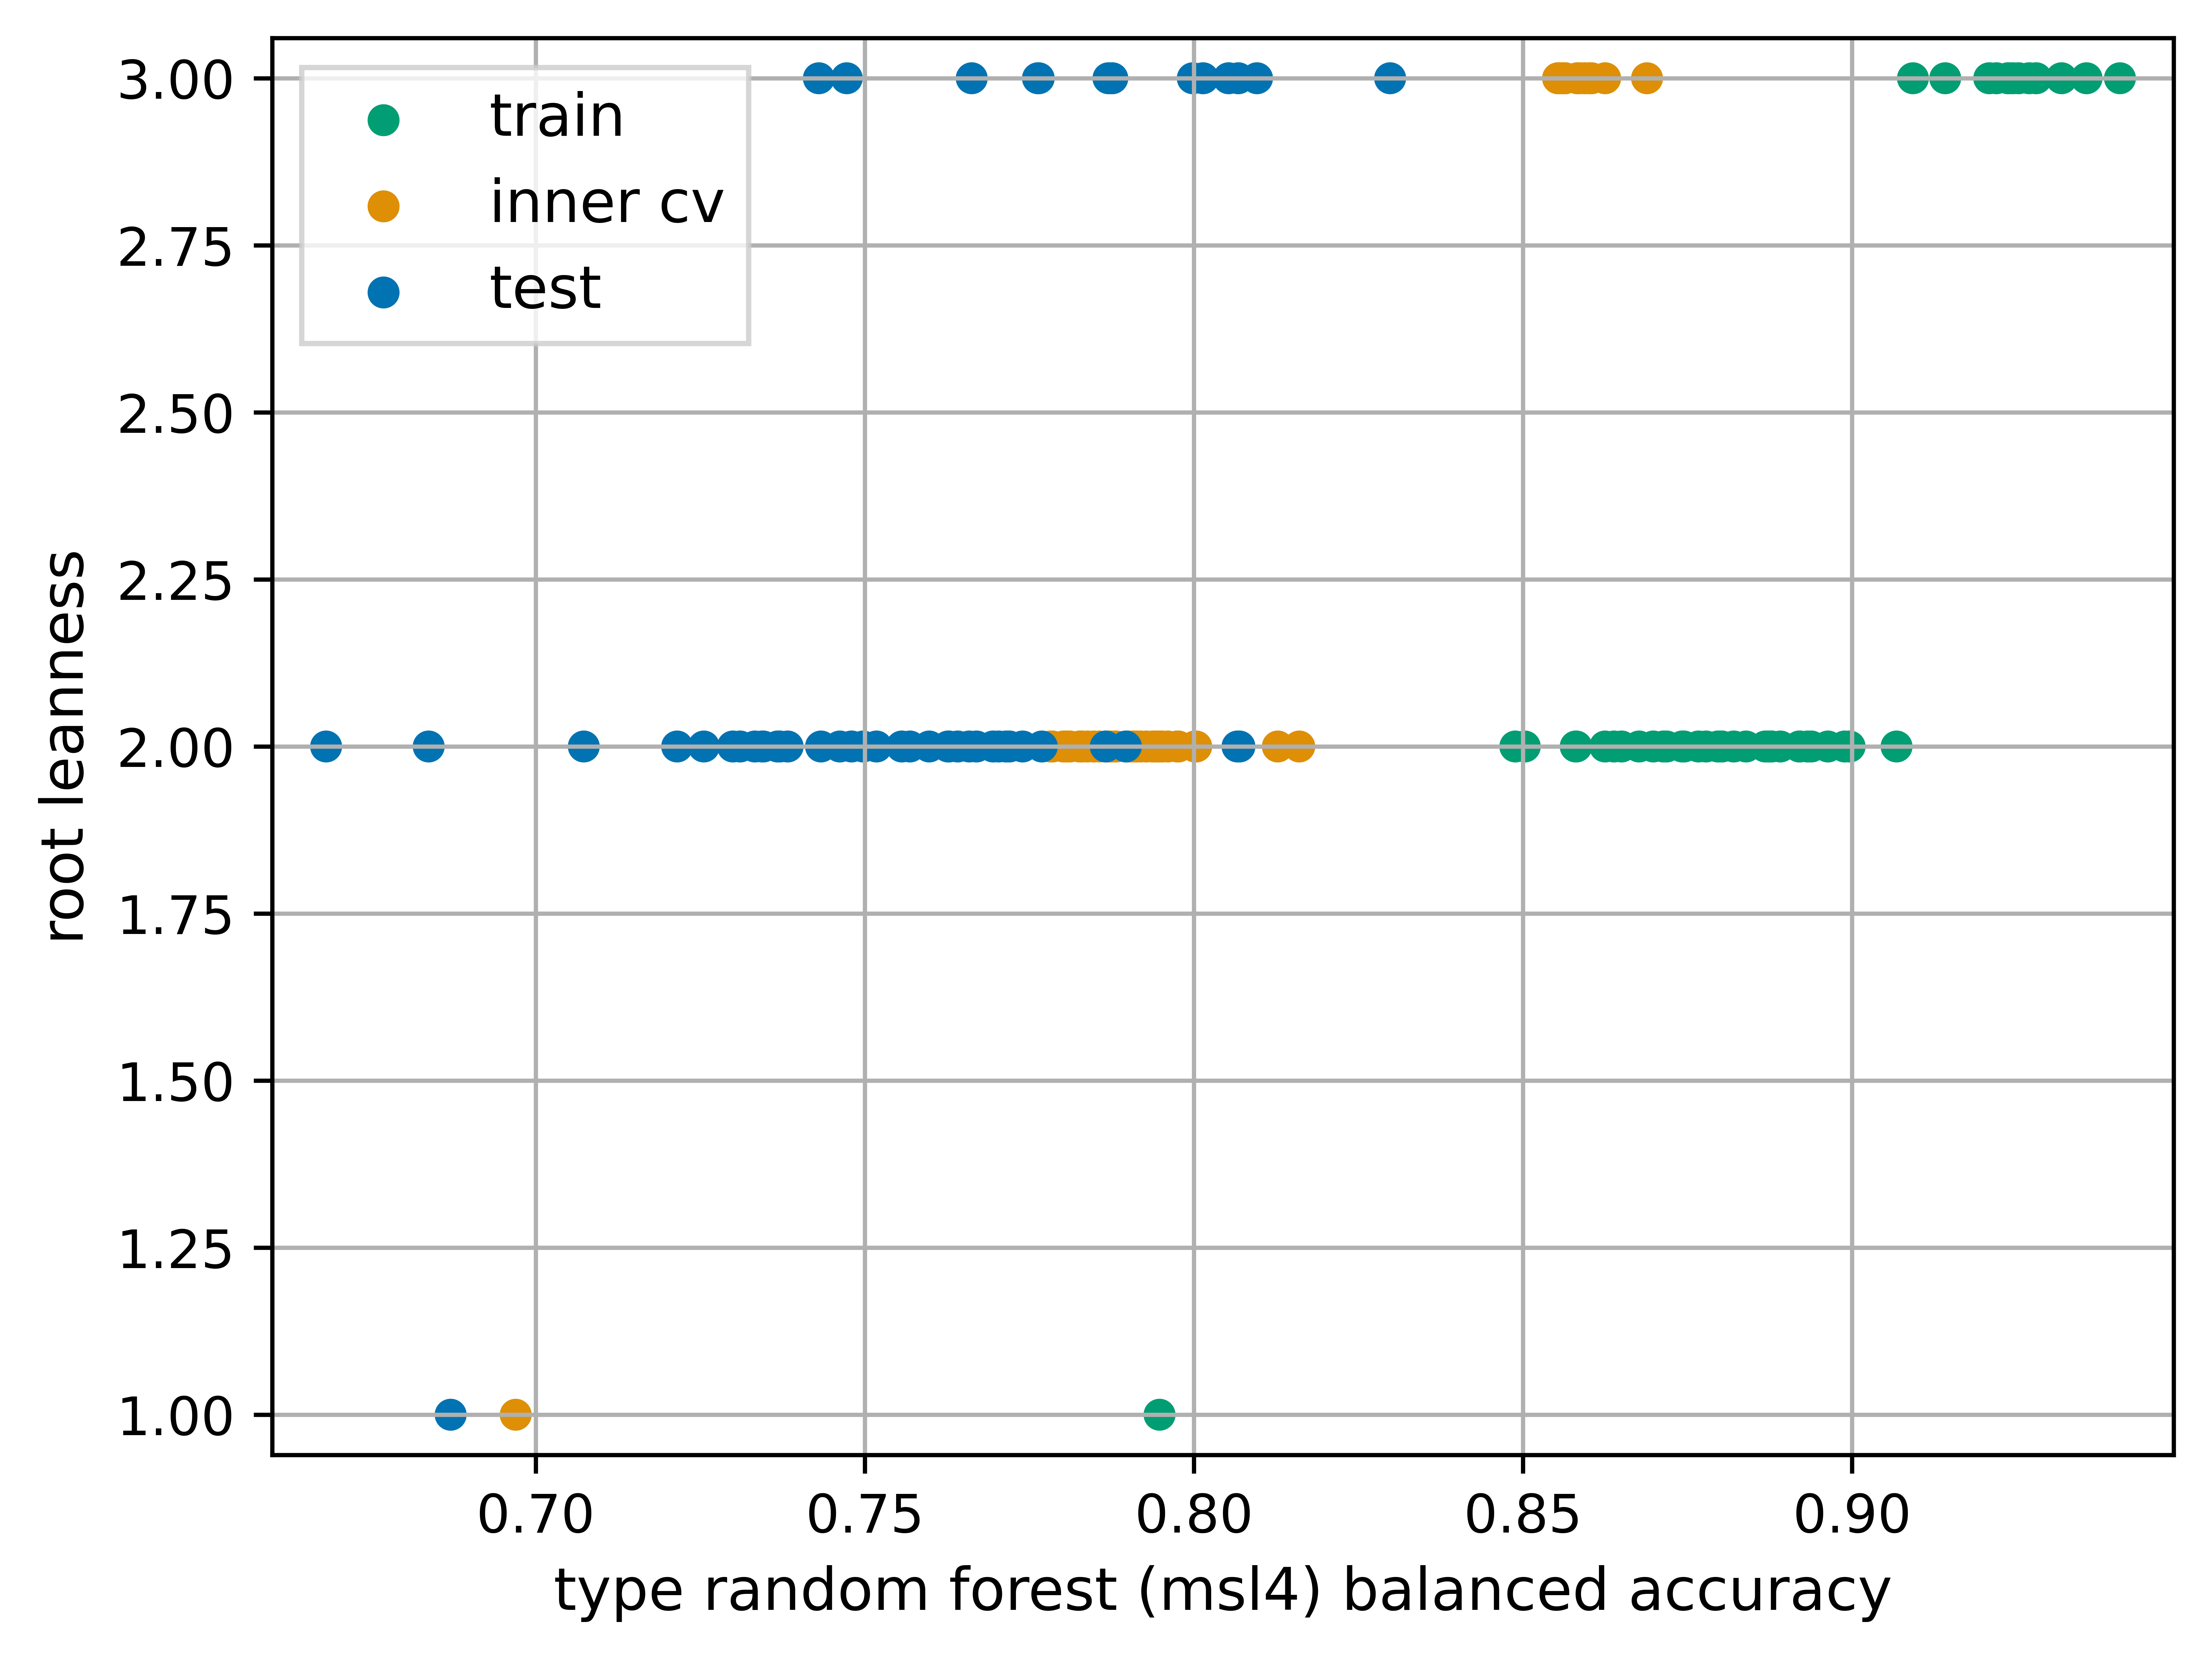 train
inner cv
test
3.00
2.75
2.50
2.25
2.00
1.75
1.50
1.25
1.00
root leanness
0.70 0.75 0.80 0.85 0.90
type random forest (msl4) balanced accuracy